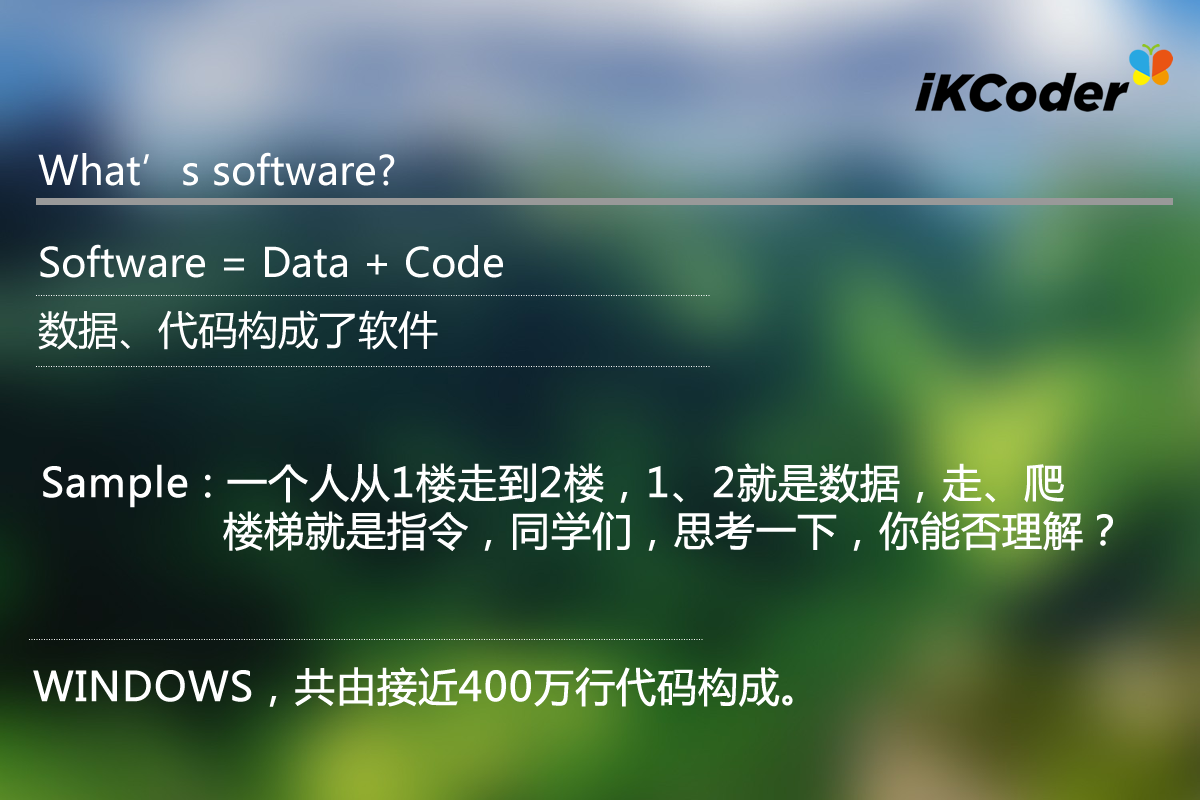 iKCoder
What’s software?
Software = Data + Code
数据、代码构成了软件
Sample：一个人从1楼走到2楼，1、2就是数据，走、爬
楼梯就是指令，同学们，思考一下，你能否理解？
WINDOWS，共由接近400万行代码构成。